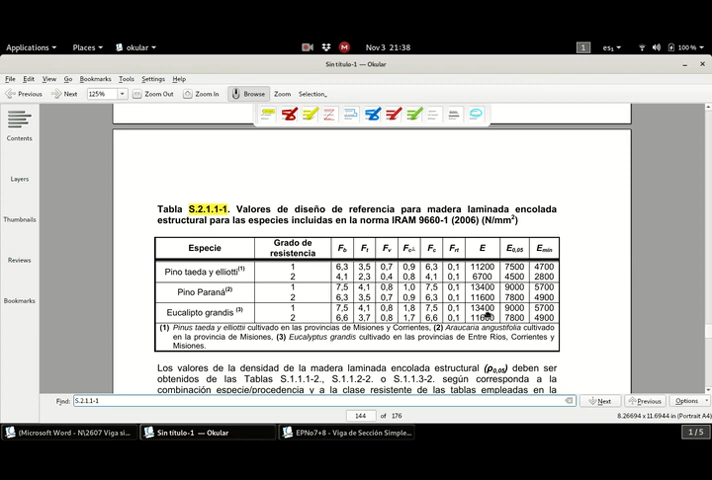 Applications Places okular Nov 3 21:38 1 es₁ 100 %
Sin título-1 — Okular
File Edit View Go Bookmarks Tools Settings Help
Previous Next 125% Zoom Out Zoom In Browse Zoom Selection
Contents
Layers
Thumbnails
Reviews
Bookmarks
Tabla S.2.1.1-1. Valores de diseño de referencia para madera laminada encolada
estructural para las especies incluidas en la norma IRAM 9660-1 (2006) (N/mm²)
Especie Grado de resistencia Fb Ft Fv Fc⊥ Fc Frt E E0,05 Emin
Pino taeda y elliotti(1) 1 6,3 3,5 0,7 0,9 6,3 0,1 11200 7500 4700
2 4,1 2,3 0,4 0,8 4,1 0,1 6700 4500 2800
Pino Paraná(2) 1 7,5 4,1 0,8 1,0 7,5 0,1 13400 9000 5700
2 6,3 3,5 0,7 0,9 6,3 0,1 11600 7800 4900
Eucalipto grandis (3) 1 7,5 4,1 0,8 1,8 7,5 0,1 13400 9000 5700
2 6,6 3,7 0,8 1,7 6,6 0,1 11600 7800 4900
(1) Pinus taeda y elliottii cultivado en las provincias de Misiones y Corrientes, (2) Araucaria angustifolia cultivado
en la provincia de Misiones, (3) Eucalyptus grandis cultivado en las provincias de Entre Ríos, Corrientes y
Misiones.
Los valores de la densidad de la madera laminada encolada estructural (ρ0,05) deben ser
obtenidos de las Tablas S.1.1.1-2., S.1.1.2-2. o S.1.1.3-2. según corresponda a la
combinación especie/procedencia y a la clase resistente de las tablas empleadas en la
Find: S.2.1.1-1 Next Previous Options
144 of 176 8.26694 x 11.6944 in (Portrait A4)
(Microsoft Word - N\2607 Viga si... Sin título-1 — Okular EPNo7+8 - Viga de Sección Simple... 1 / 5